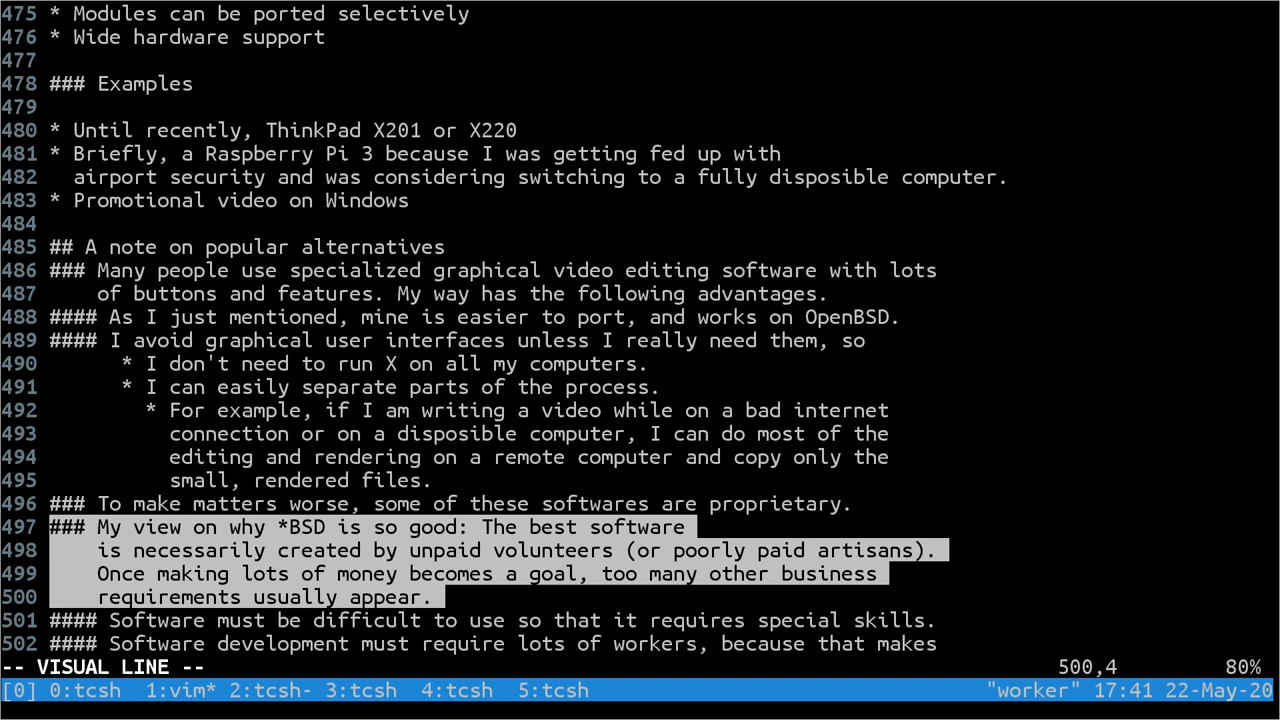 475 * Modules can be ported selectively
476 * Wide hardware support
477
478 ### Examples
479
480 * Until recently, ThinkPad X201 or X220
481 * Briefly, a Raspberry Pi 3 because I was getting fed up with
482   airport security and was considering switching to a fully disposible computer.
483 * Promotional video on Windows
484
485 ## A note on popular alternatives
486 ### Many people use specialized graphical video editing software with lots
487     of buttons and features. My way has the following advantages.
488 #### As I just mentioned, mine is easier to port, and works on OpenBSD.
489 #### I avoid graphical user interfaces unless I really need them, so
490       * I don't need to run X on all my computers.
491       * I can easily separate parts of the process.
492         * For example, if I am writing a video while on a bad internet
493           connection or on a disposible computer, I can do most of the
494           editing and rendering on a remote computer and copy only the
495           small, rendered files.
496 ### To make matters worse, some of these softwares are proprietary.
497 ### My view on why *BSD is so good: The best software
498     is necessarily created by unpaid volunteers (or poorly paid artisans).
499     Once making lots of money becomes a goal, too many other business
500     requirements usually appear.
501 #### Software must be difficult to use so that it requires special skills.
502 #### Software development must require lots of workers, because that makes
-- VISUAL LINE -- 500,4 80%
[0] 0:tcsh  1:vim* 2:tcsh- 3:tcsh  4:tcsh  5:tcsh "worker" 17:41 22-May-20